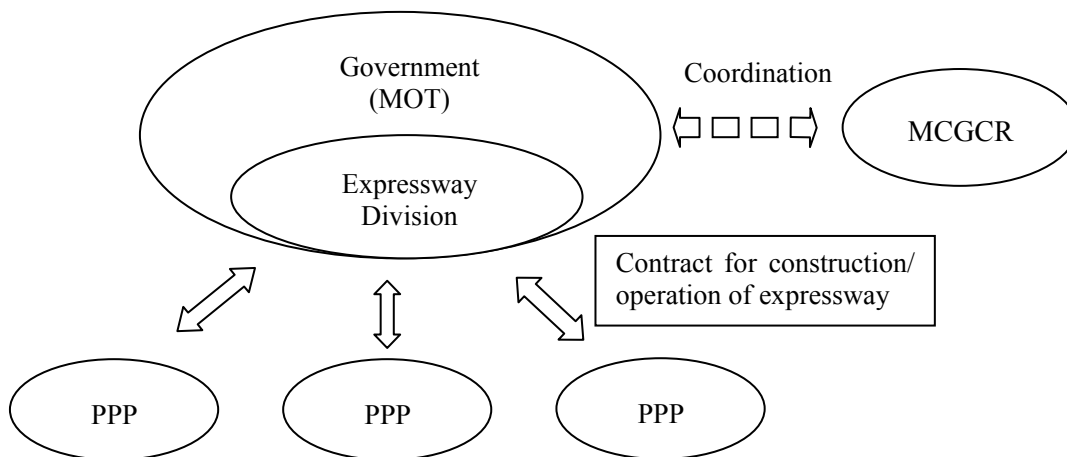 Government
(MOT)
Coordination
MCGCR
Expressway
Division
Contract for construction/
operation of expressway
PPP
PPP
PPP